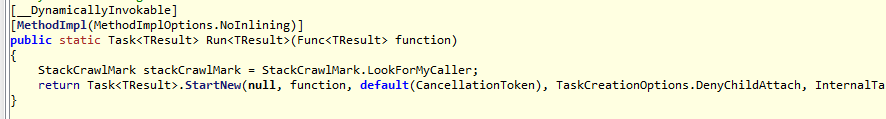 [__DynamicallyInvokable]
[MethodImpl(MethodImplOptions.NoInlining)]
public static Task<TResult> Run<TResult>(Func<TResult> function)
{
StackCrawlMark stackCrawlMark = StackCrawlMark.LookForMyCaller;
return Task<TResult>.StartNew(null, function, default(CancellationToken), TaskCreationOptions.DenyChildAttach, InternalTa
}